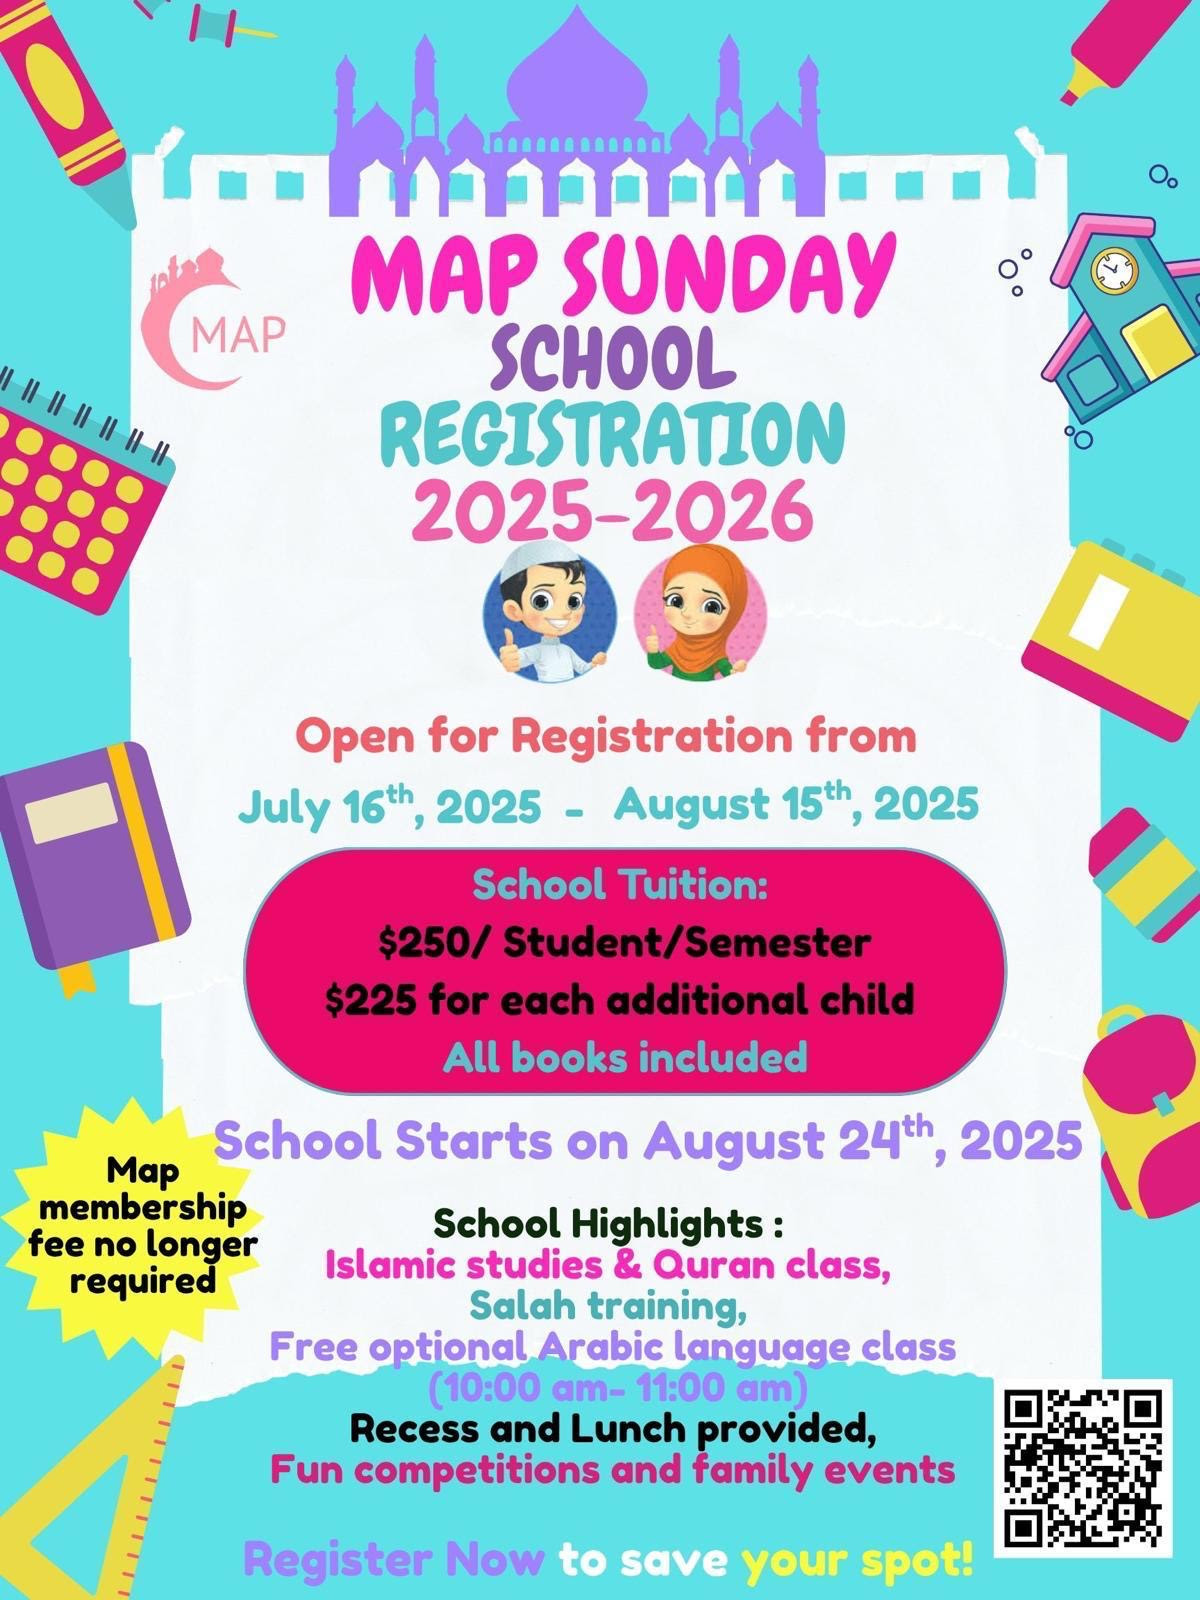 MAP
MAP SUNDAY
SCHOOL
REGISTRATION
2025-2026
Open for Registration from
July 16th, 2025 - August 15th, 2025
School Tuition:
$250/ Student/Semester
$225 for each additional child
All books included
School Starts on August 24th, 2025
Map
membership
fee no longer
required
School Highlights :
Islamic studies & Quran class,
Salah training,
Free optional Arabic language class
(10:00 am- 11:00 am)
Recess and Lunch provided,
Fun competitions and family events
Register Now to save your spot!